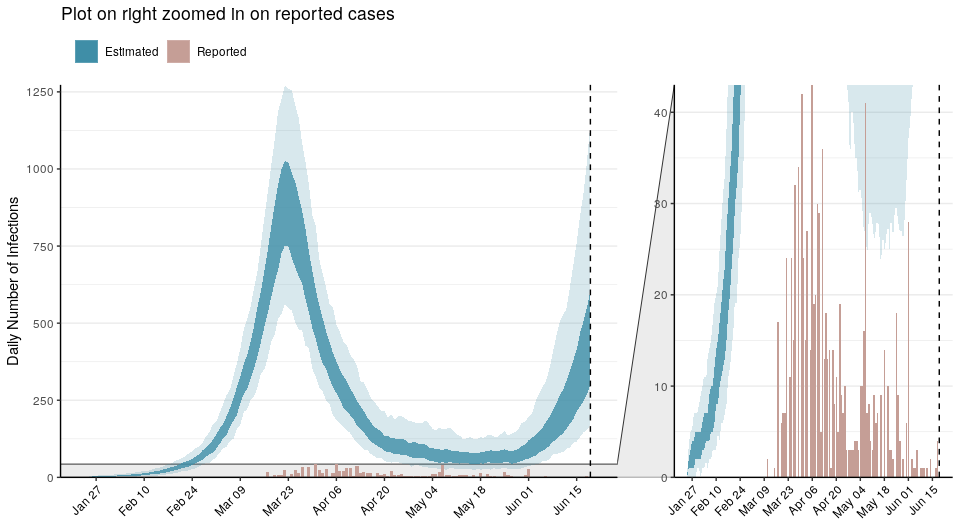 Plot on right zoomed in on reported cases
Estimated Reported
Daily Number of Infections
1250
1000
750
500
250
0
Jan 27 Feb 10 Feb 24 Mar 09 Mar 23 Apr 06 Apr 20 May 04 May 18 Jun 01 Jun 15
40
30
20
10
0
Jan 27 Feb 10 Feb 24 Mar 09 Mar 23 Apr 06 Apr 20 May 04 May 18 Jun 01 Jun 15